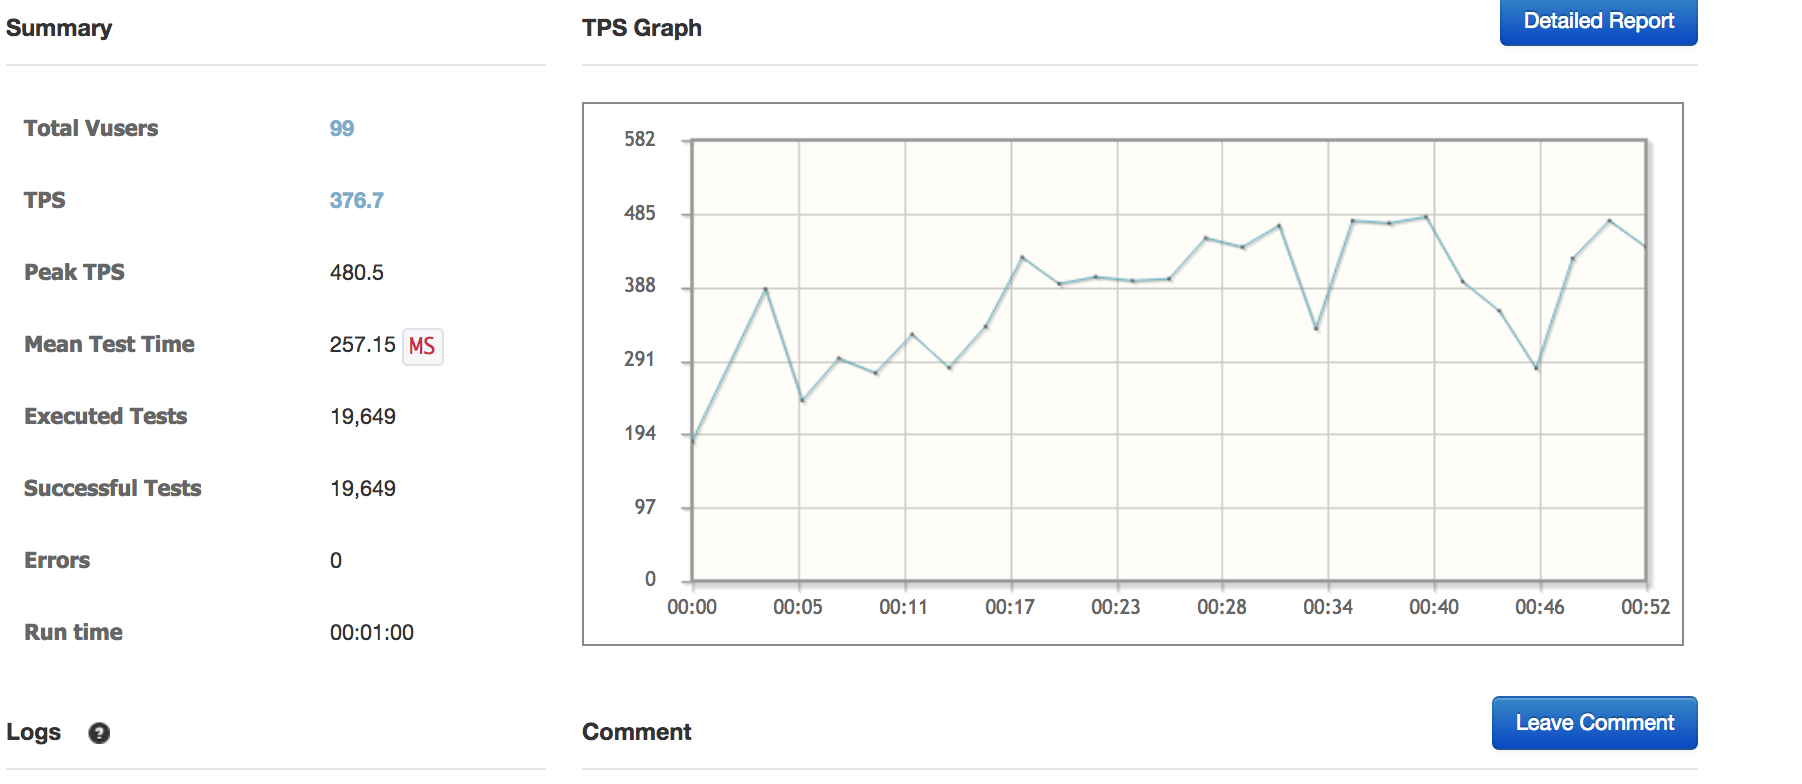 Summary
Total Vusers 99
TPS 376.7
Peak TPS 480.5
Mean Test Time 257.15 MS
Executed Tests 19,649
Successful Tests 19,649
Errors 0
Run time 00:01:00
Logs ?
TPS Graph
Detailed Report
582
485
388
291
194
97
0
00:00 00:05 00:11 00:17 00:23 00:28 00:34 00:40 00:46 00:52
Comment
Leave Comment